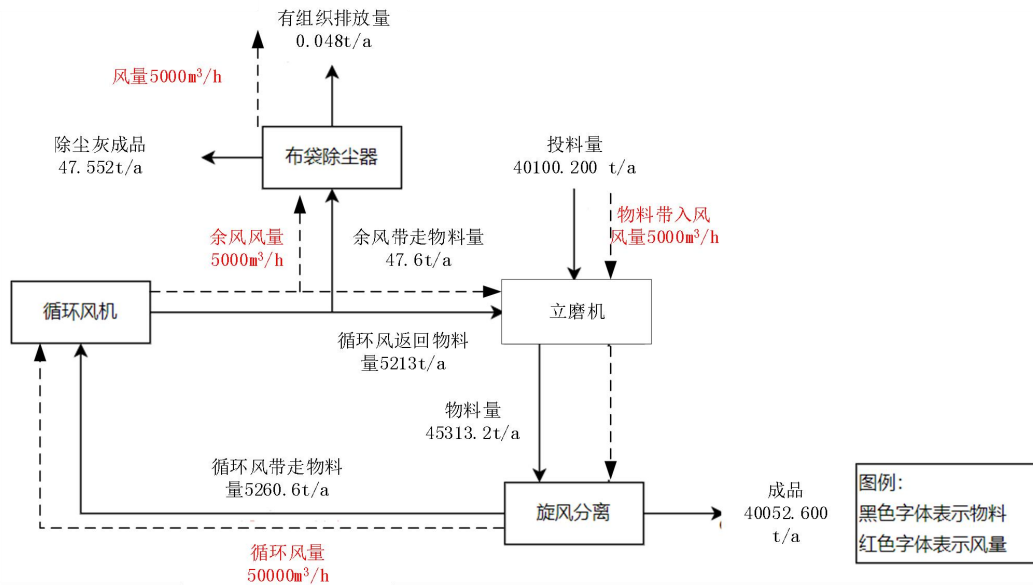 有组织排放量
0.048t/a
风量5000m³/h
除尘灰成品
47.552t/a
布袋除尘器
投料量
40100.200 t/a
物料带入风
风量5000m³/h
余风风量
5000m³/h
余风带走物料量
47.6t/a
循环风机
立磨机
循环风返回物料
量5213t/a
物料量
45313.2t/a
循环风带走物料
量5260.6t/a
旋风分离
成品
40052.600
t/a
循环风量
50000m³/h
图例：
黑色字体表示物料
红色字体表示风量